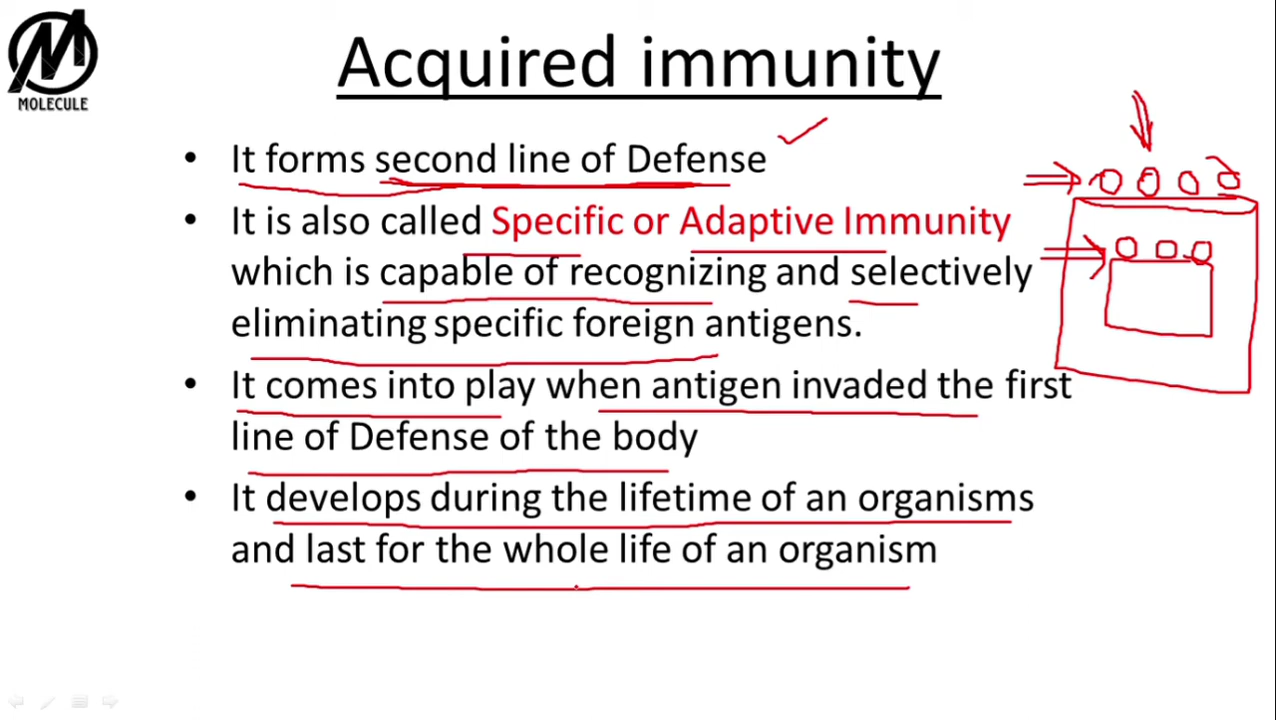 MOLECULE
Acquired immunity
• It forms second line of Defense
• It is also called Specific or Adaptive Immunity
which is capable of recognizing and selectively
eliminating specific foreign antigens.
• It comes into play when antigen invaded the first
line of Defense of the body
• It develops during the lifetime of an organisms
and last for the whole life of an organism